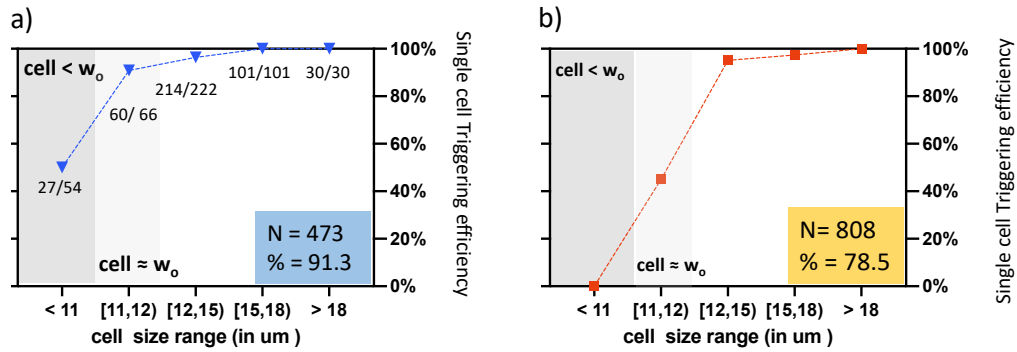 a)
cell < wo
27/54
60/ 66
214/222
101/101
30/30
cell ≈ wo
N = 473
% = 91.3
100%
80%
60%
40%
20%
0%
Single cell Triggering efficiency
< 11 [11,12) [12,15) [15,18) > 18
cell size range (in um )
b)
cell < wo
cell ≈ wo
N= 808
% = 78.5
100%
80%
60%
40%
20%
0%
Single cell Triggering efficiency
< 11 [11,12) [12,15) [15,18) > 18
cell size range (in um )